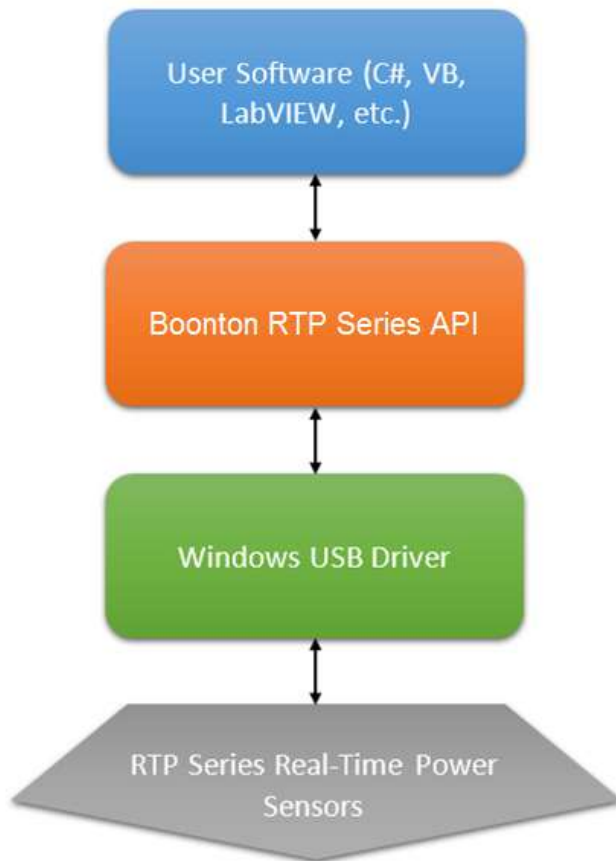 User Software (C#, VB,
LabVIEW, etc.)
Boonton RTP Series API
Windows USB Driver
RTP Series Real-Time Power
Sensors